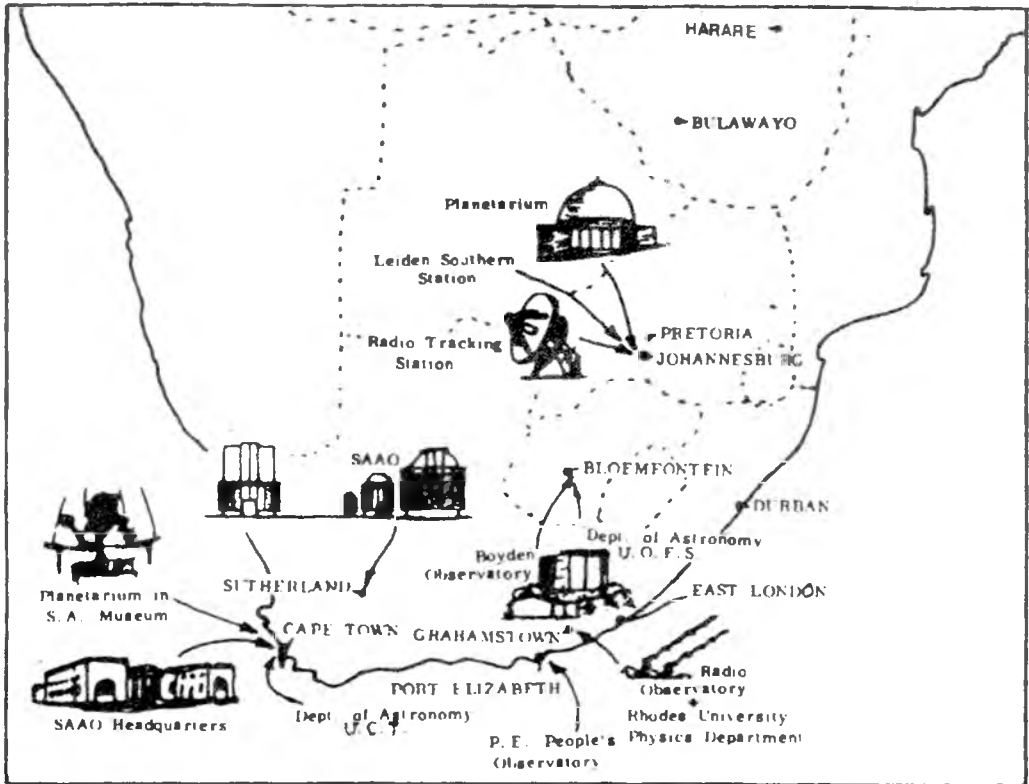 HARARE
BULAWAYO
Planetarium
Leiden Southern
Station
Radio Tracking
Station
PRETORIA
JOHANNESBURG
SAAO
BLOEMFONTEIN
DURBAN
Dept. of Astronomy
U.O.F.S.
Boyden
Observatory
SUTHERLAND
EAST LONDON
Planetarium in
S.A. Museum
CAPE TOWN
GRAHAMSTOWN
PORT ELIZABETH
Radio
Observatory
+
Rhodes University
Physics Department
SAAO Headquarters
Dept. of Astronomy
U.C.T.
P.E. People's
Observatory